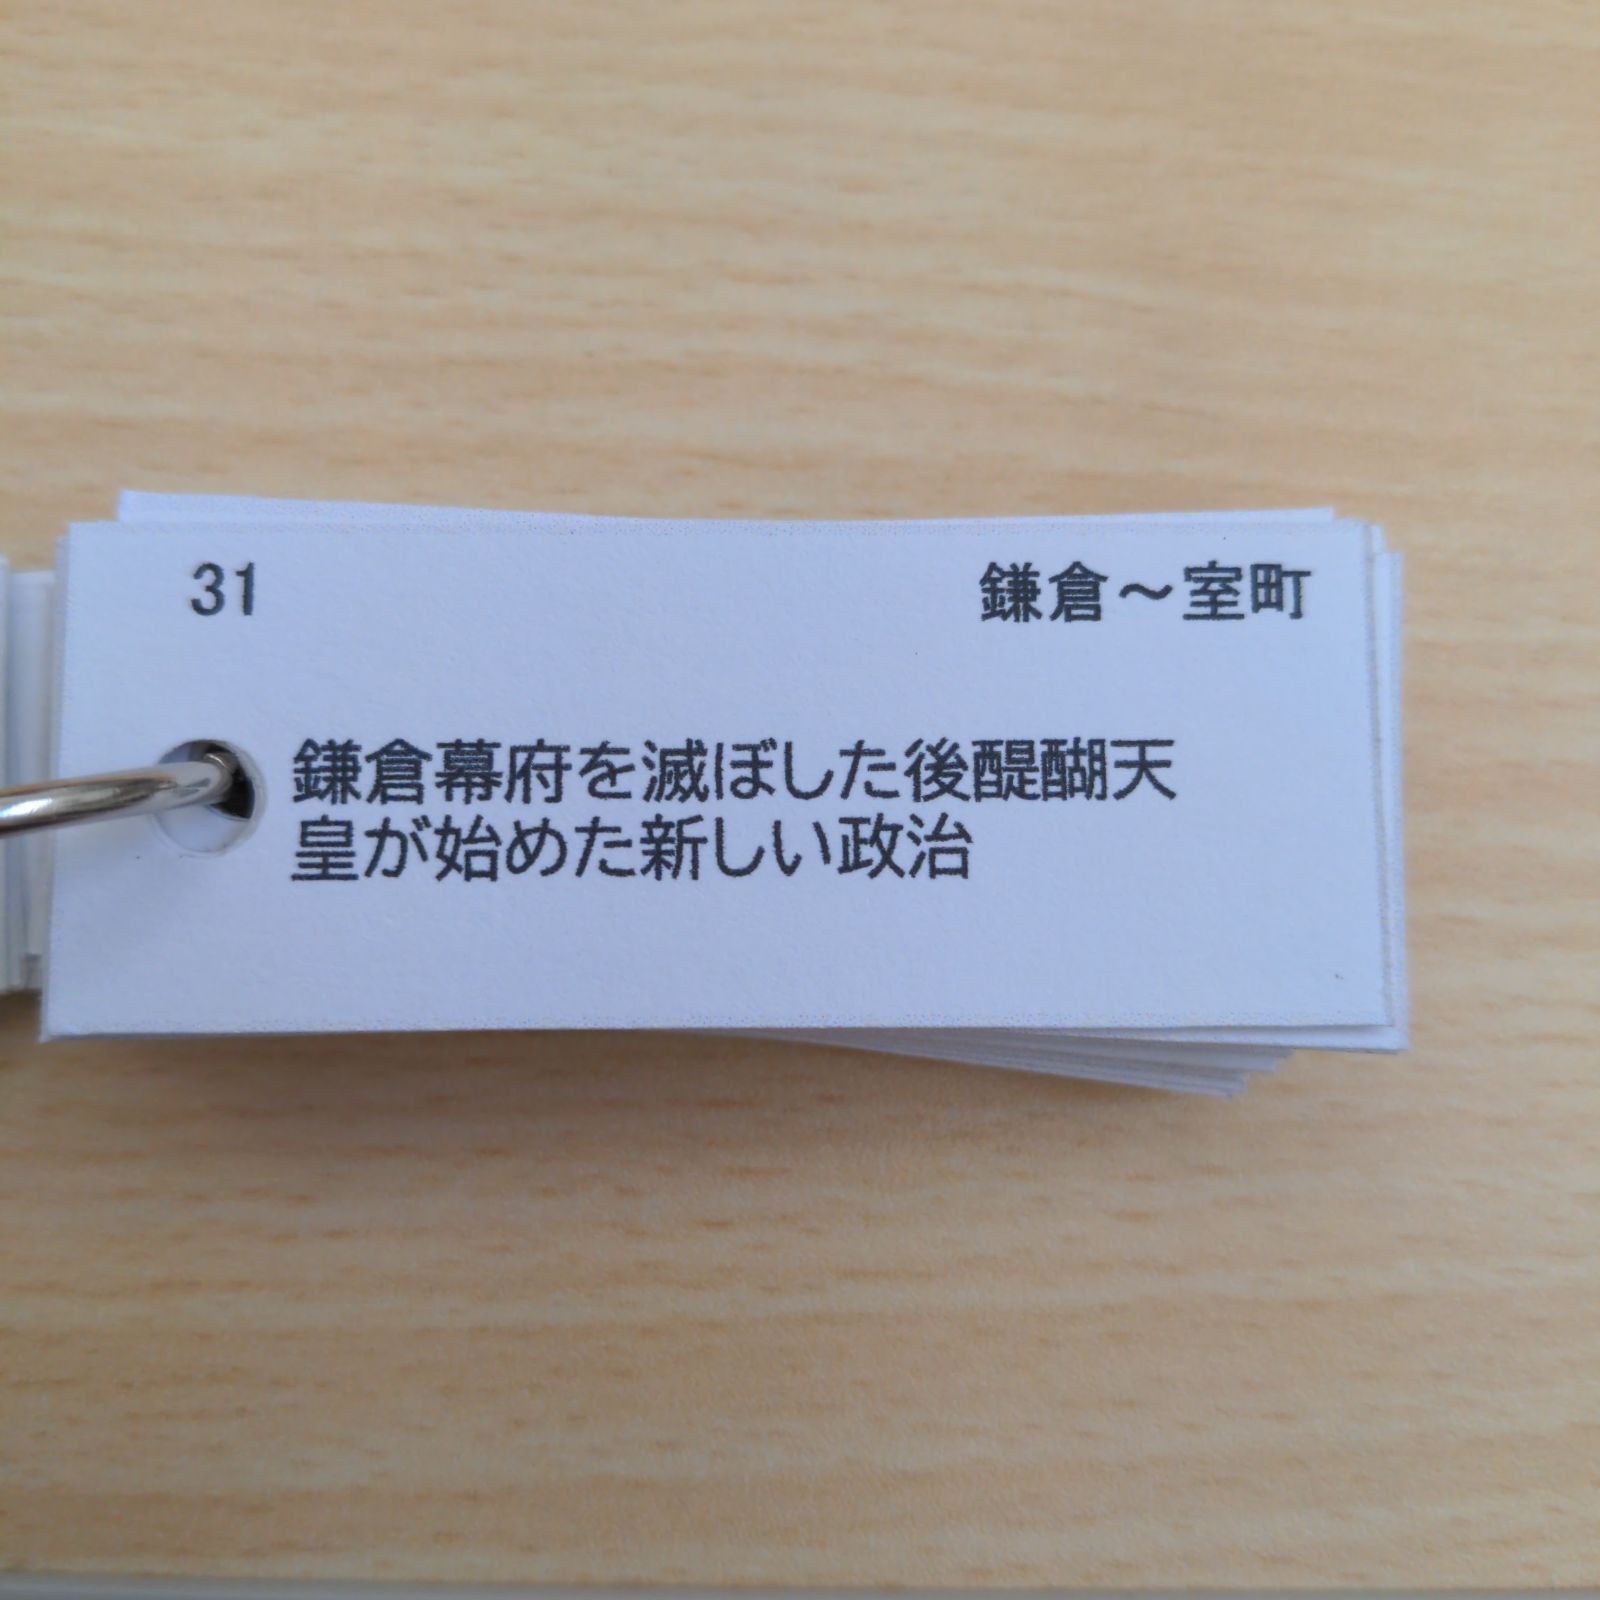 31
鎌倉～室町
鎌倉幕府を滅ぼした後醍醐天
皇が始めた新しい政治